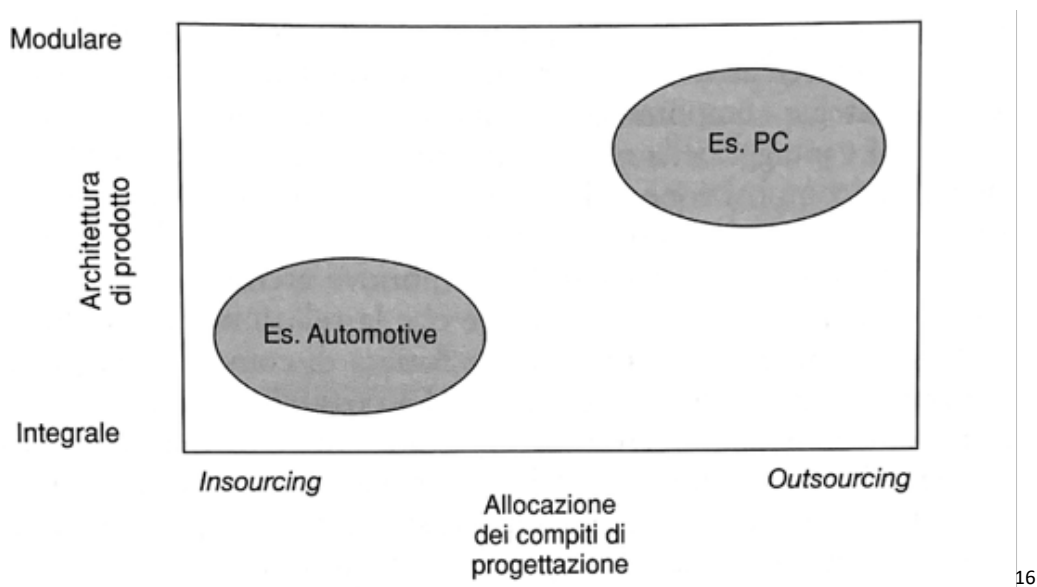 Modulare
Es. PC
Architettura
di prodotto
Es. Automotive
Integrale
Insourcing
Outsourcing
Allocazione
dei compiti di
progettazione
16